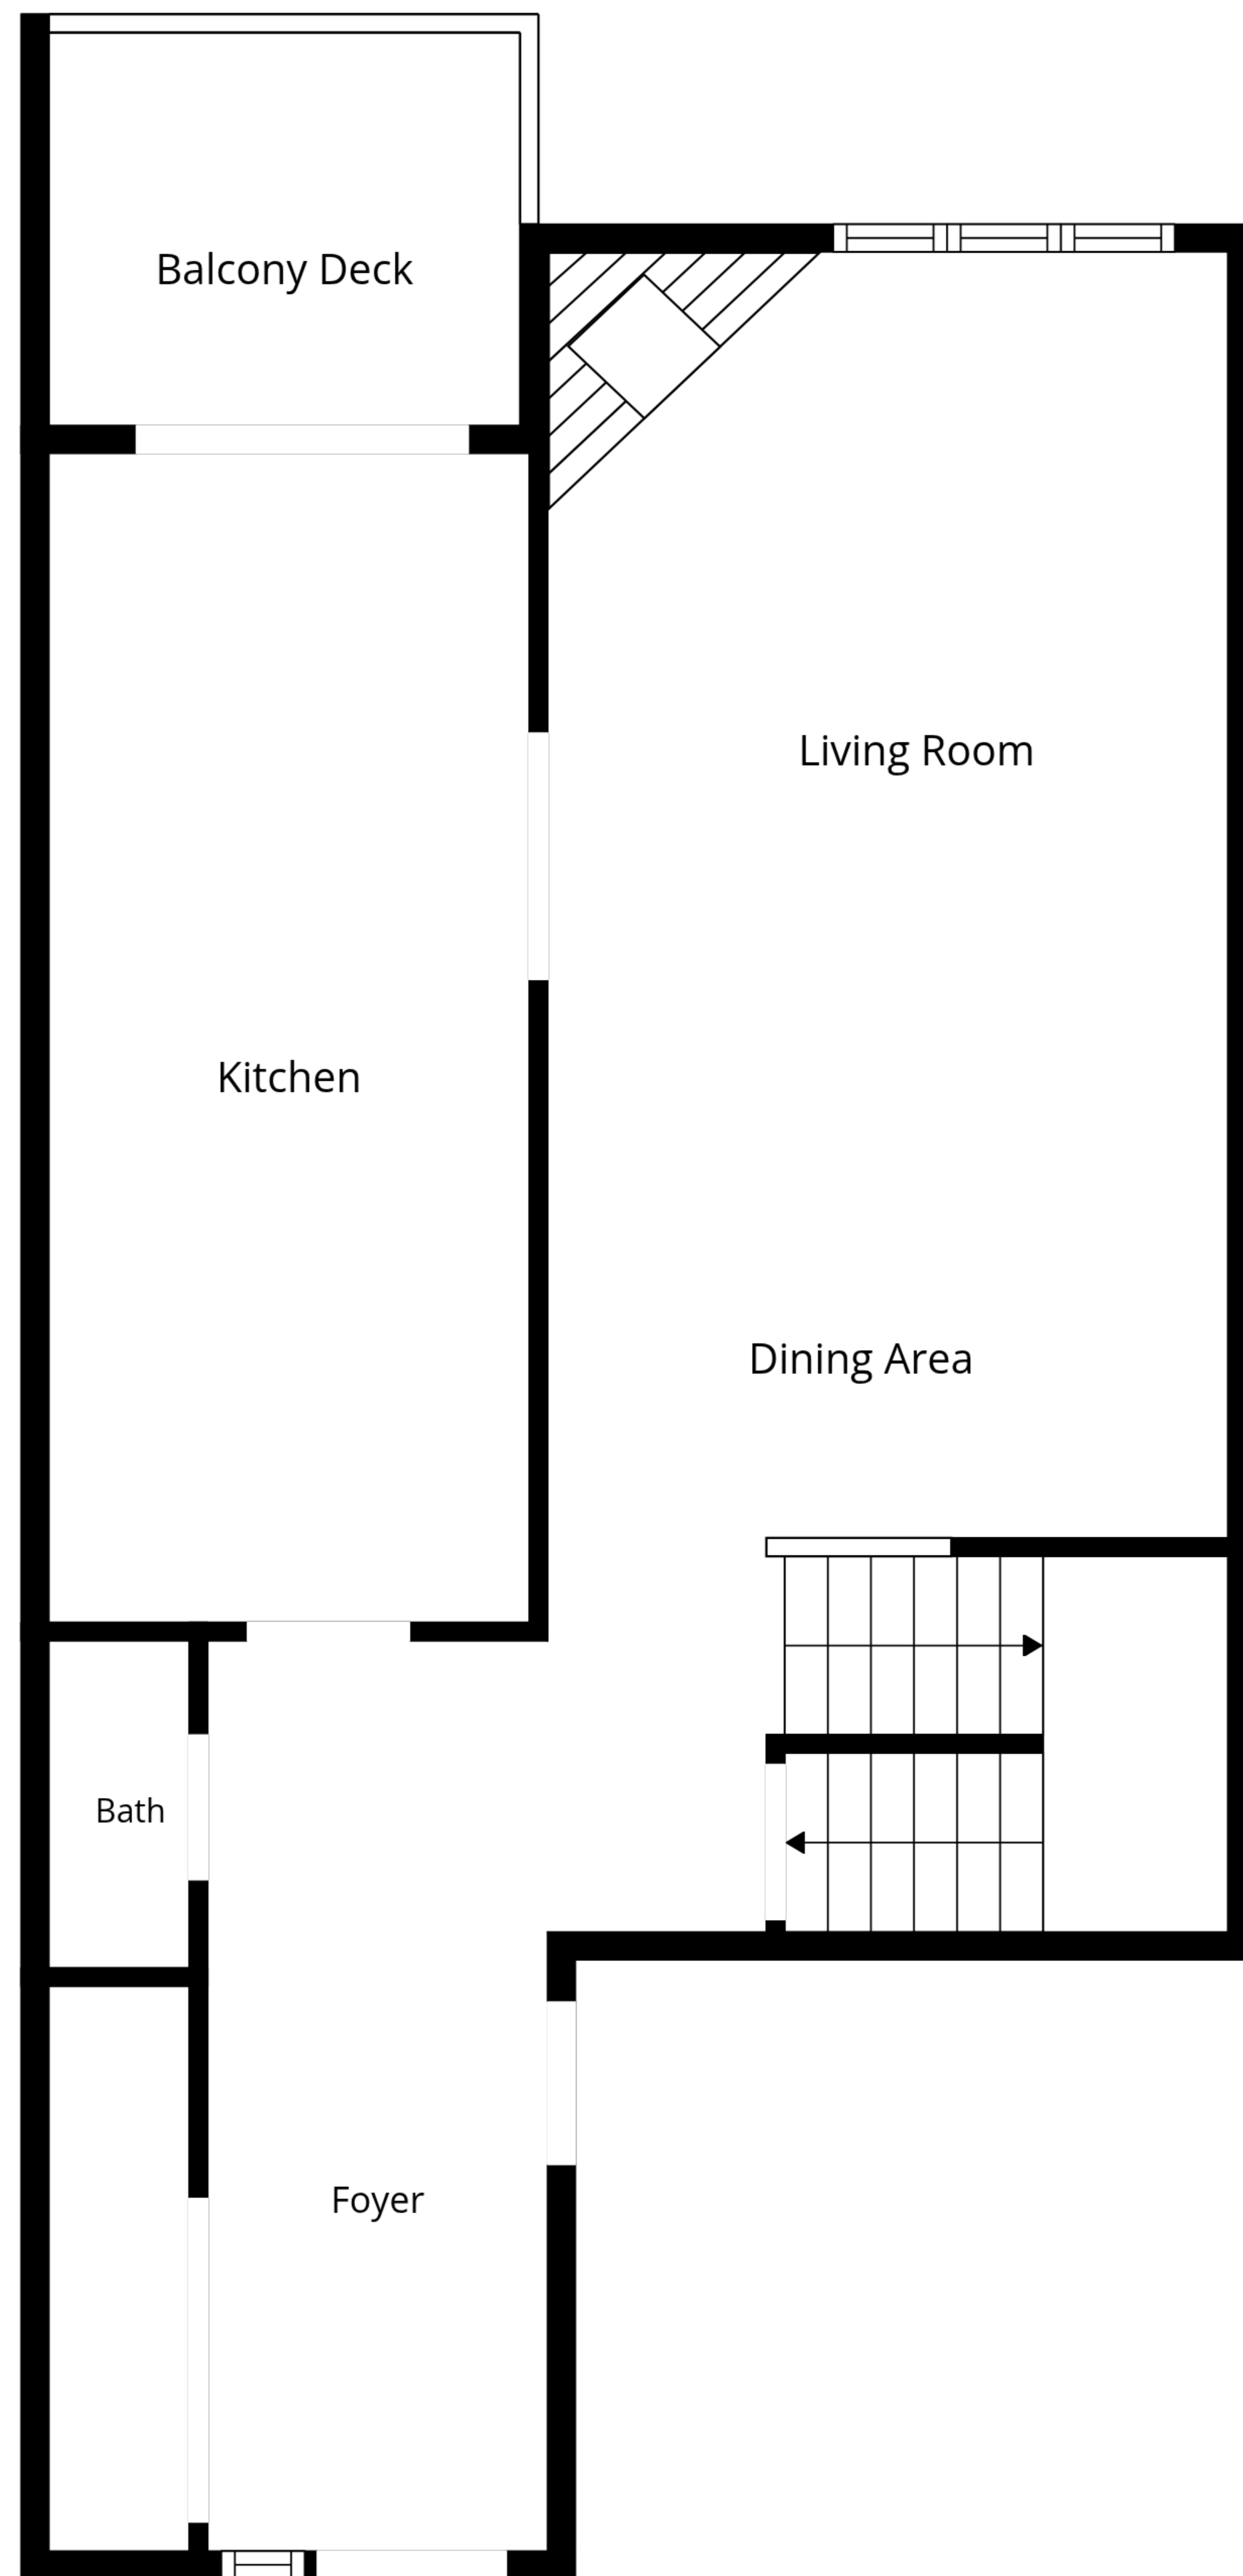 Balcony Deck
Living Room
Kitchen
Dining Area
Bath
Foyer